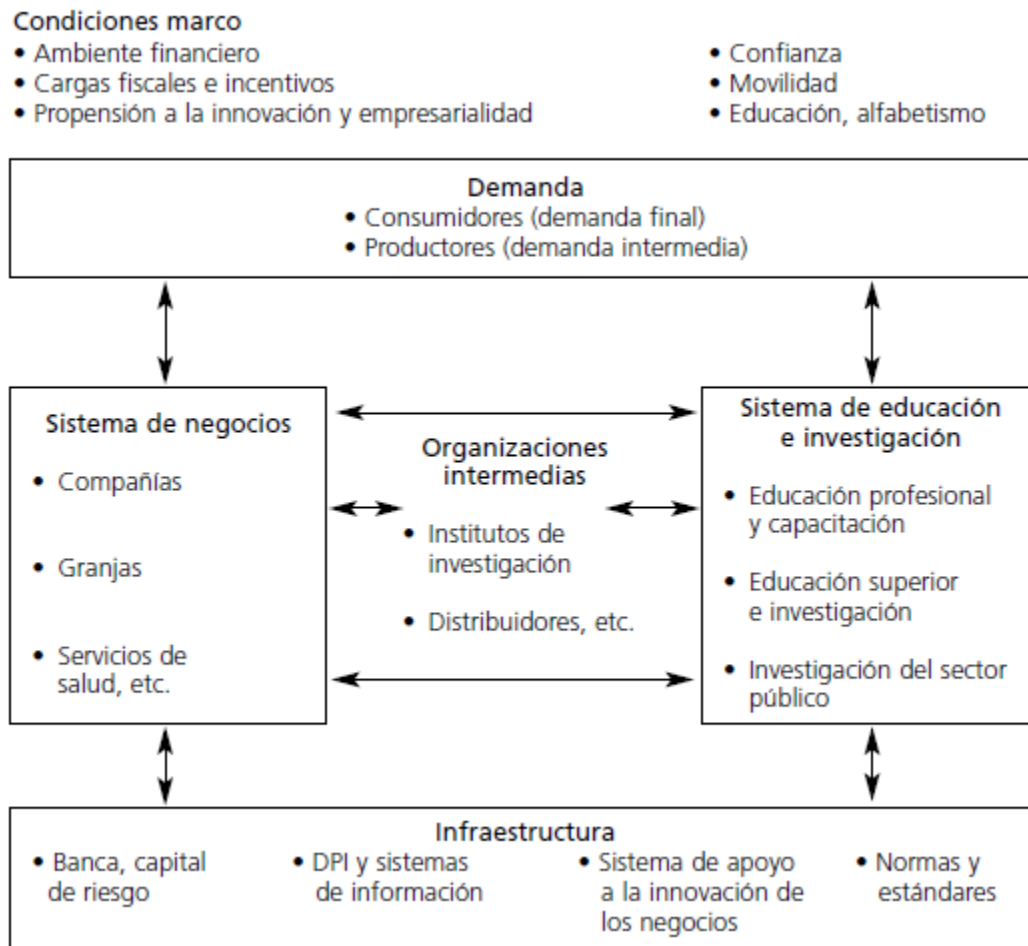 Condiciones marco
• Ambiente financiero
• Cargas fiscales e incentivos
• Propensión a la innovación y empresarialidad
• Confianza
• Movilidad
• Educación, alfabetismo
Demanda
• Consumidores (demanda final)
• Productores (demanda intermedia)
Sistema de negocios
• Compañías
• Granjas
• Servicios de
salud, etc.
Organizaciones
intermedias
• Institutos de
investigación
• Distribuidores, etc.
Sistema de educación
e investigación
• Educación profesional
y capacitación
• Educación superior
e investigación
• Investigación del sector
público
Infraestructura
• Banca, capital
de riesgo
• DPI y sistemas
de información
• Sistema de apoyo
a la innovación de
los negocios
• Normas y
estándares